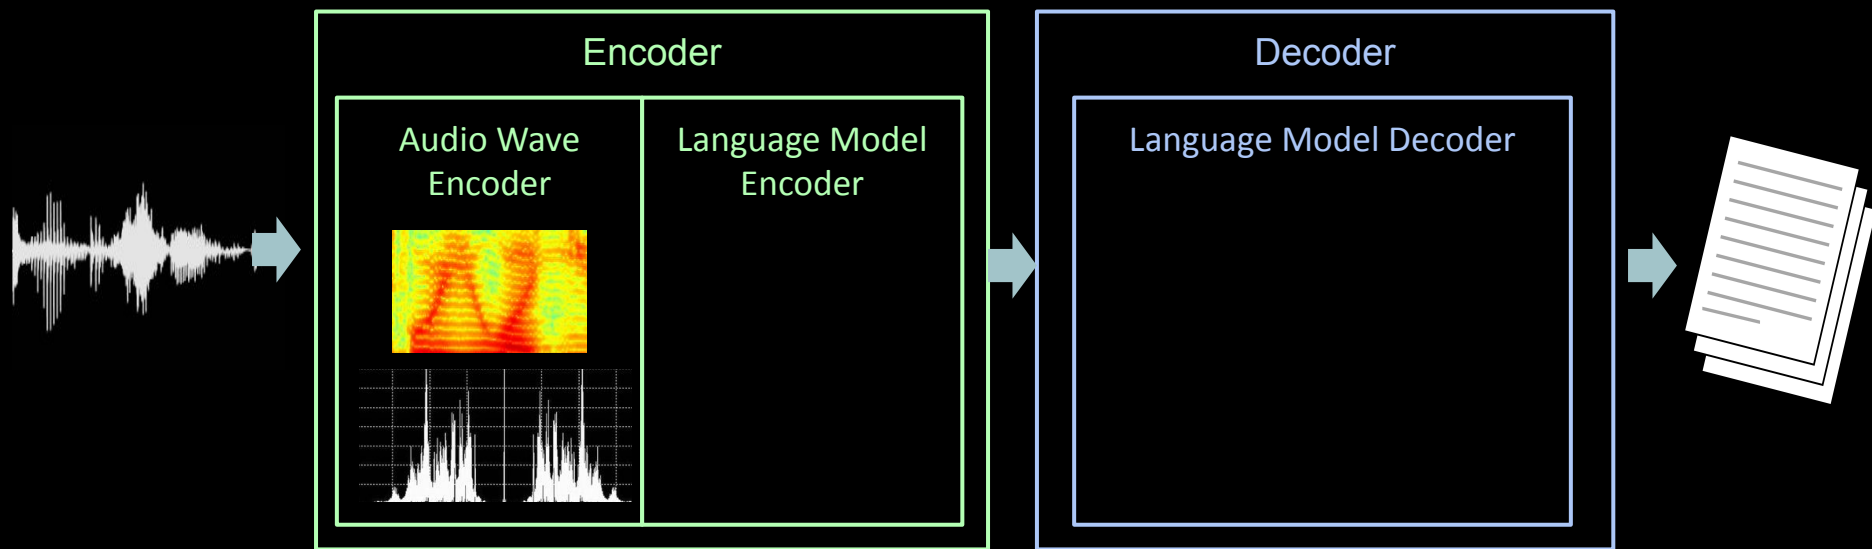 Encoder
Audio Wave
Encoder
Language Model
Encoder
Decoder
Language Model Decoder